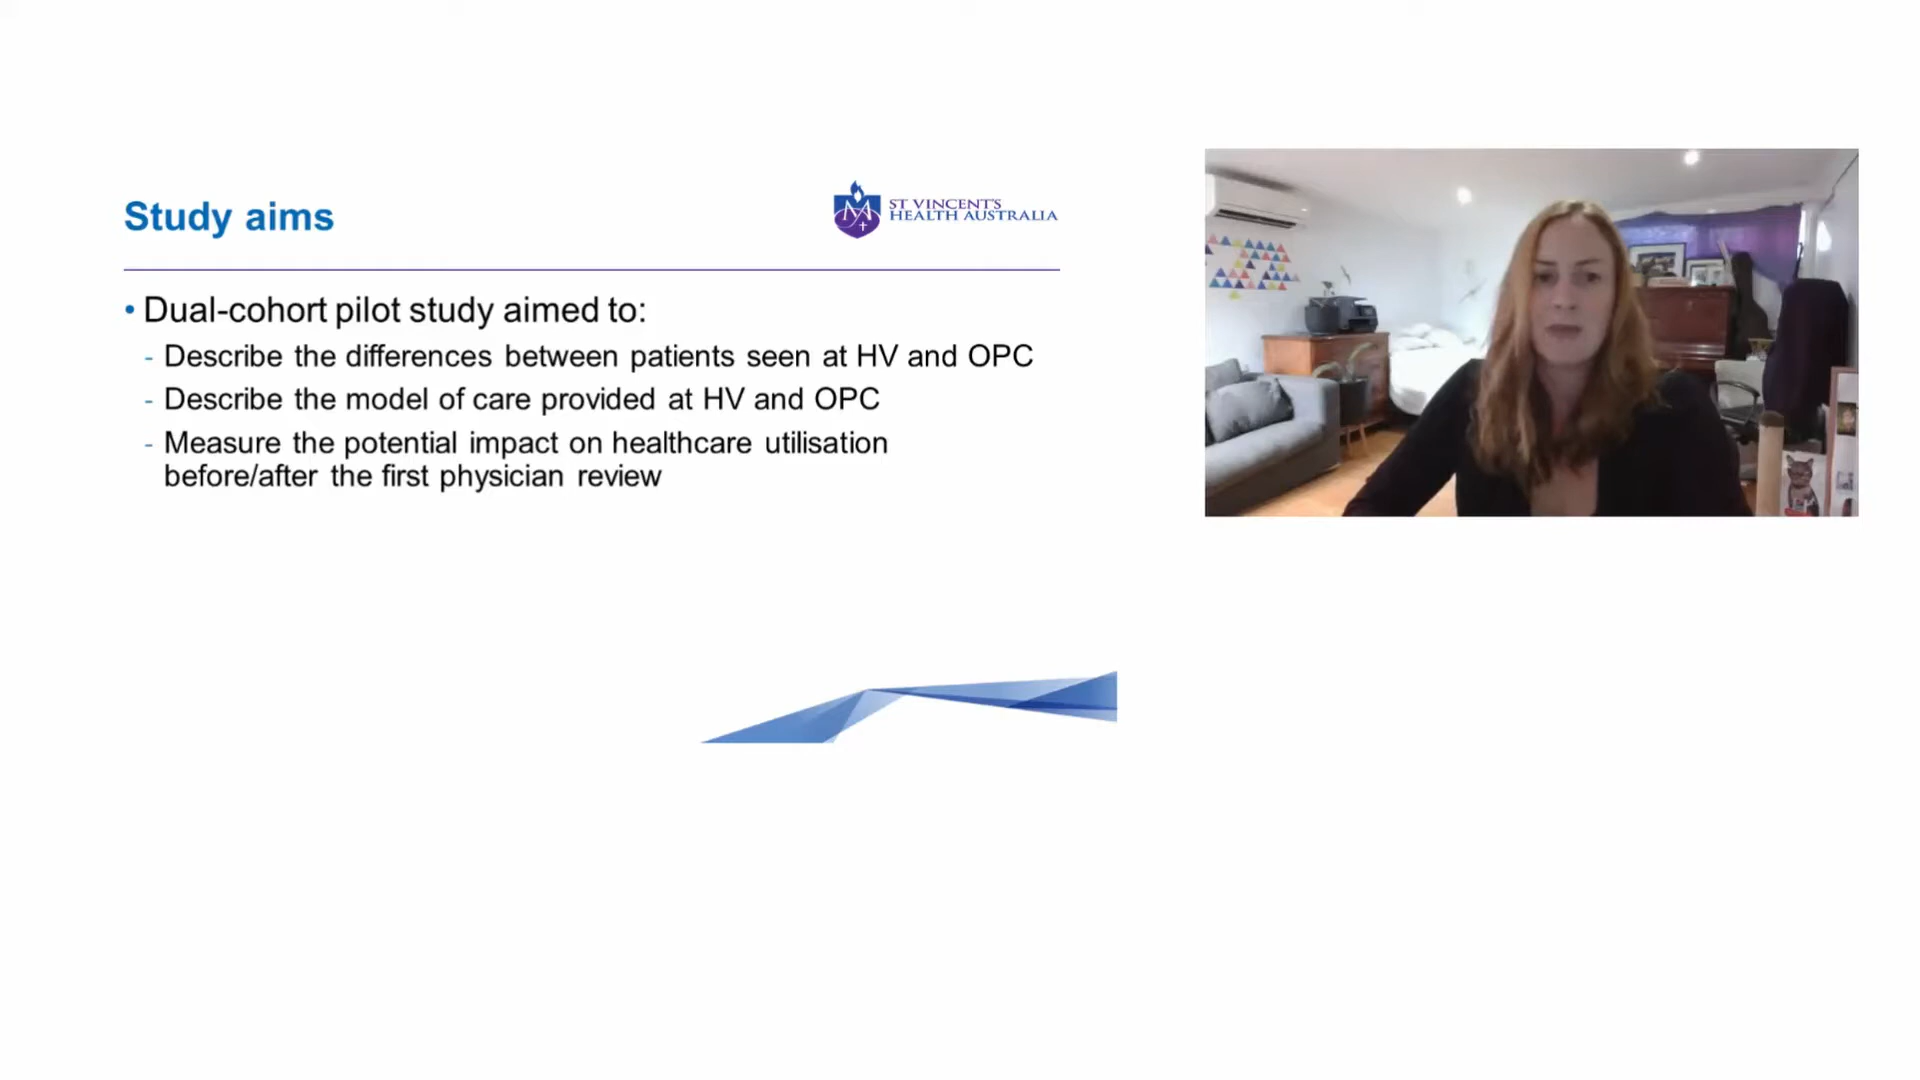 Study aims
ST VINCENT'S
HEALTH AUSTRALIA
• Dual-cohort pilot study aimed to:
- Describe the differences between patients seen at HV and OPC
- Describe the model of care provided at HV and OPC
- Measure the potential impact on healthcare utilisation
before/after the first physician review